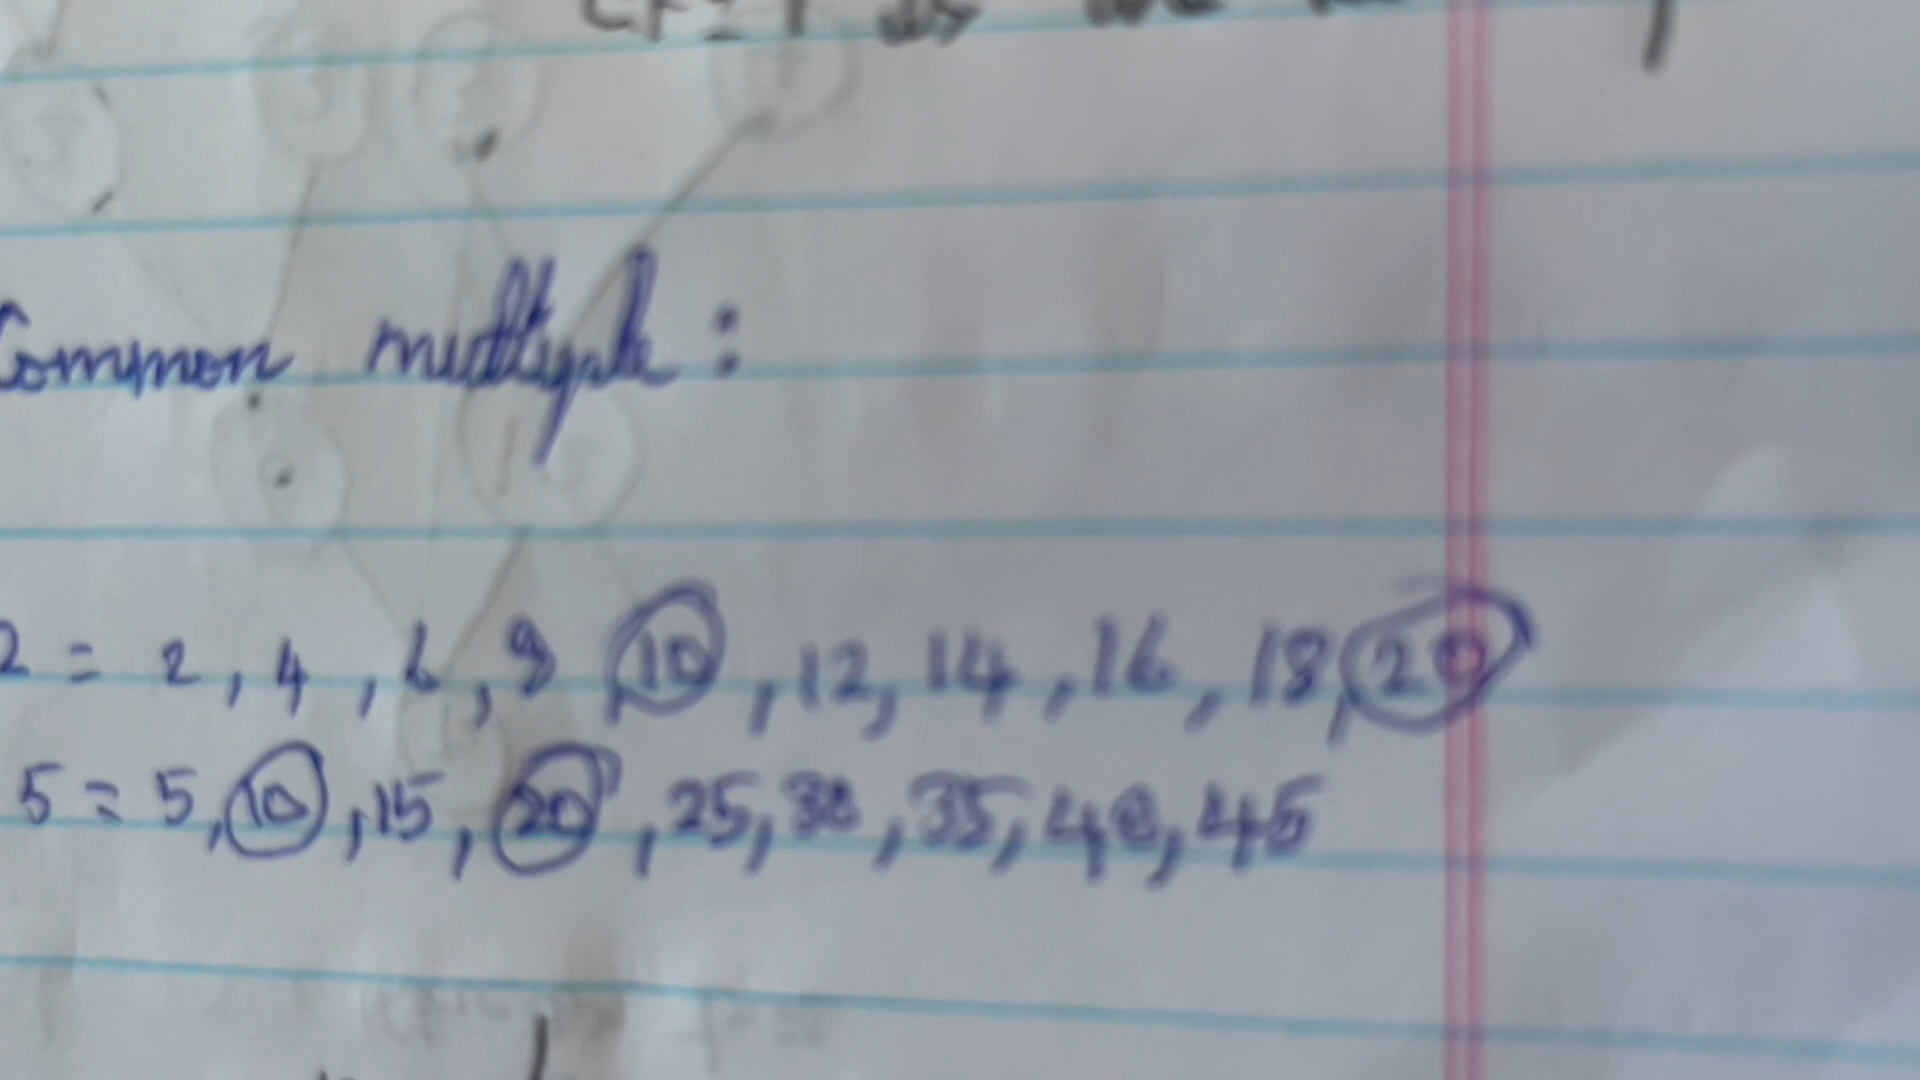 Common multiple:
2 = 2, 4, 6, 8, 10, 12, 14, 16, 18, 20
5 = 5, 10, 15, 20, 25, 30, 35, 40, 45